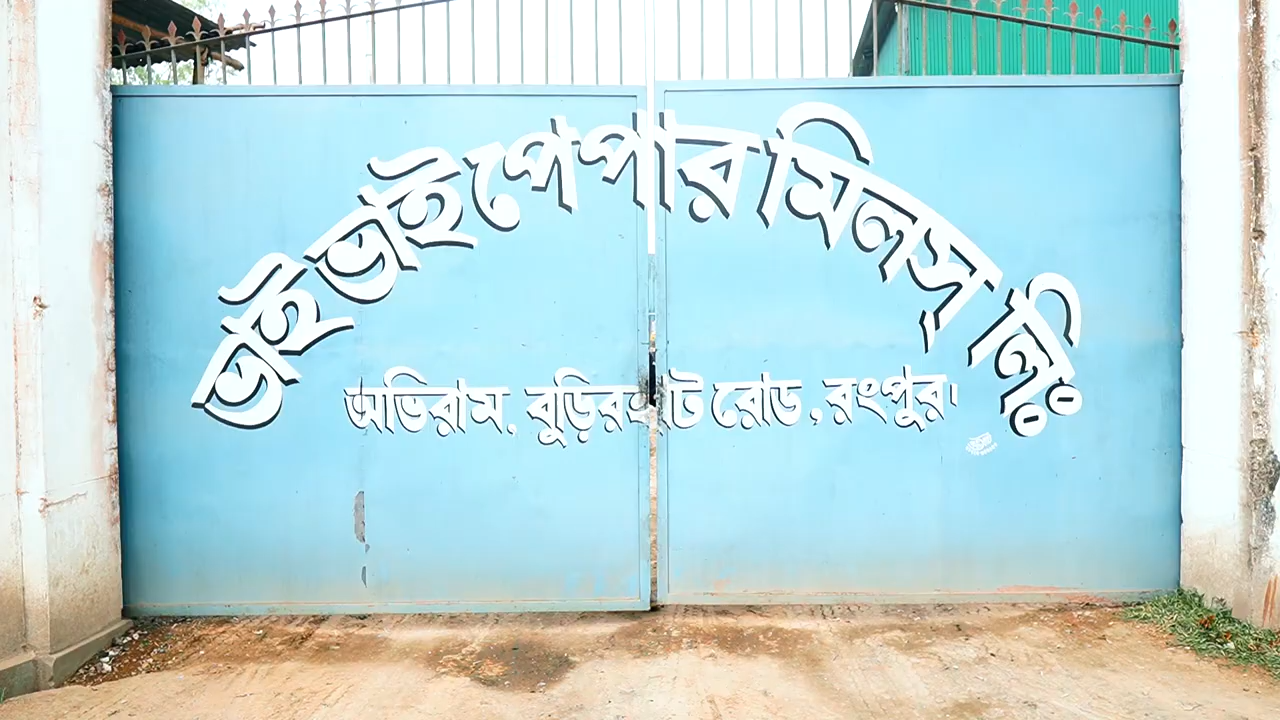 ভাই ভাই পেপার মিলস্ লিঃ
অভিরাম, বুড়িরহাট রোড, রংপুর।